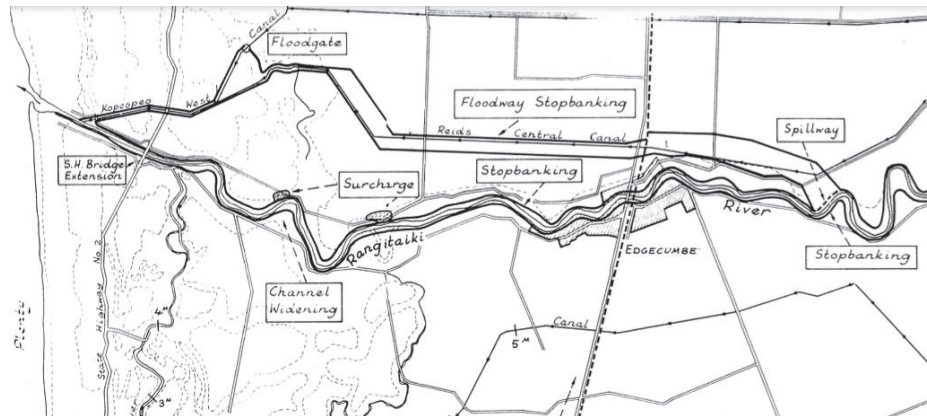 Canal
Floodgate
Kopeopeo West
Floodway Stopbanking
Reids Central Canal
Spillway
S.H. Bridge
Extension
Surcharge
Stopbanking
Rangitaiki
River
EDGECUMBE
Stopbanking
Channel
Widening
State Highway No. 2
Plenty
4ᴹ
3ᴹ
Canal
5ᴹ